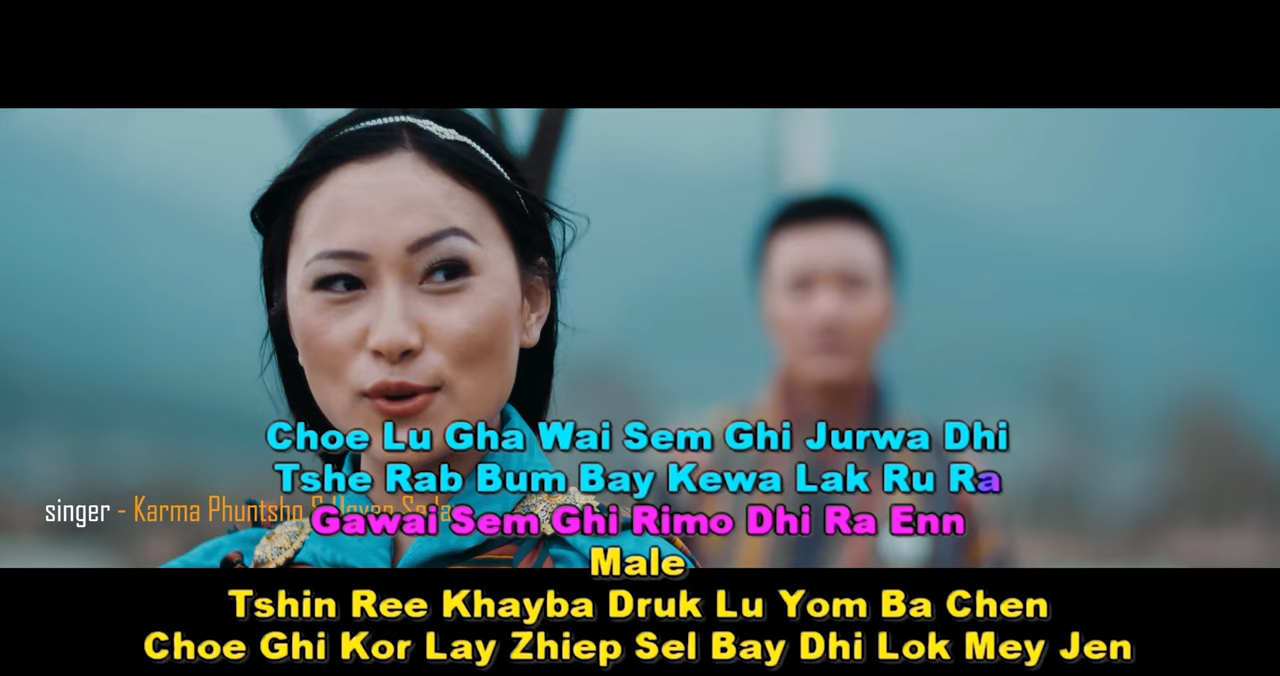 Choe Lu Gha Wai Sem Ghi Jurwa Dhi
Tshe Rab Bum Bay Kewa Lak Ru Ra
singer - Karma Phuntsho
Gawai Sem Ghi Rimo Dhi Ra Enn
Male
Tshin Ree Khayba Druk Lu Yom Ba Chen
Choe Ghi Kor Lay Zhiep Sel Bay Dhi Lok Mey Jen